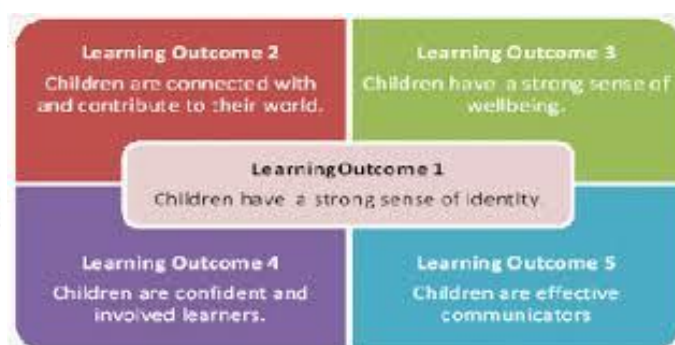 Learning Outcome 2
Children are connected with
and contribute to their world.
Learning Outcome 3
Children have a strong sense of
wellbeing.
LearningOutcome 1
Children have a strong sense of identity
Learning Outcome 4
Children are confident and
involved learners.
Learning Outcome 5
Children are effective
communicators